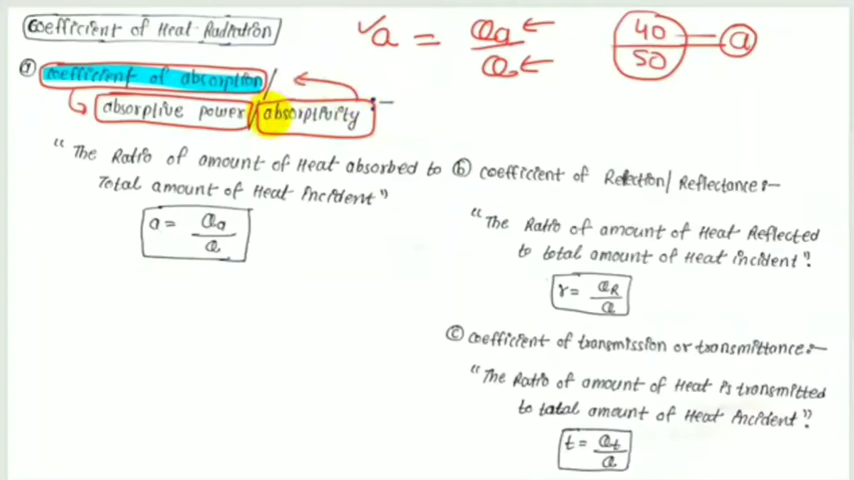 Coefficient of Heat Radiation
a = Qa / Q
40 / 50 = a
ⓐ coefficient of absorption/
absorptive power/absorptivity :-
"The Ratio of amount of Heat absorbed to
Total amount of Heat incident"
a = Qa / Q
ⓑ coefficient of Reflection/Reflectance:-
"The Ratio of amount of Heat Reflected
to total amount of Heat incident".
r = QR / Q
ⓒ coefficient of transmission or transmittance:-
"The Ratio of amount of Heat is transmitted
to total amount of Heat incident".
t = Qt / Q